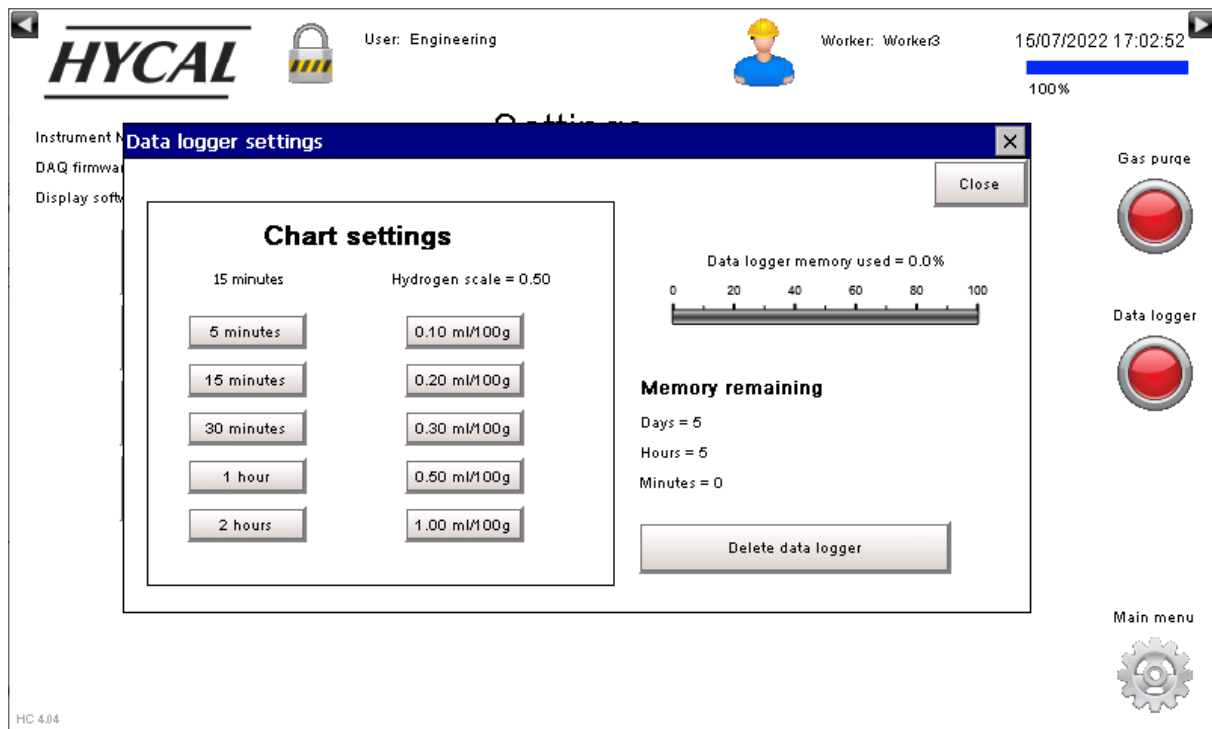 HYCAL
User: Engineering
Worker: Worker3
15/07/2022 17:02:52
100%
Instrument
DAQ
Display
Data logger settings
Close
Gas purge
Chart settings
15 minutes
Hydrogen scale = 0.50
5 minutes
0.10 ml/100g
15 minutes
0.20 ml/100g
30 minutes
0.30 ml/100g
1 hour
0.50 ml/100g
2 hours
1.00 ml/100g
Data logger memory used = 0.0%
0 20 40 60 80 100
Memory remaining
Days = 5
Hours = 5
Minutes = 0
Delete data logger
Data logger
Main menu
HC 4.04